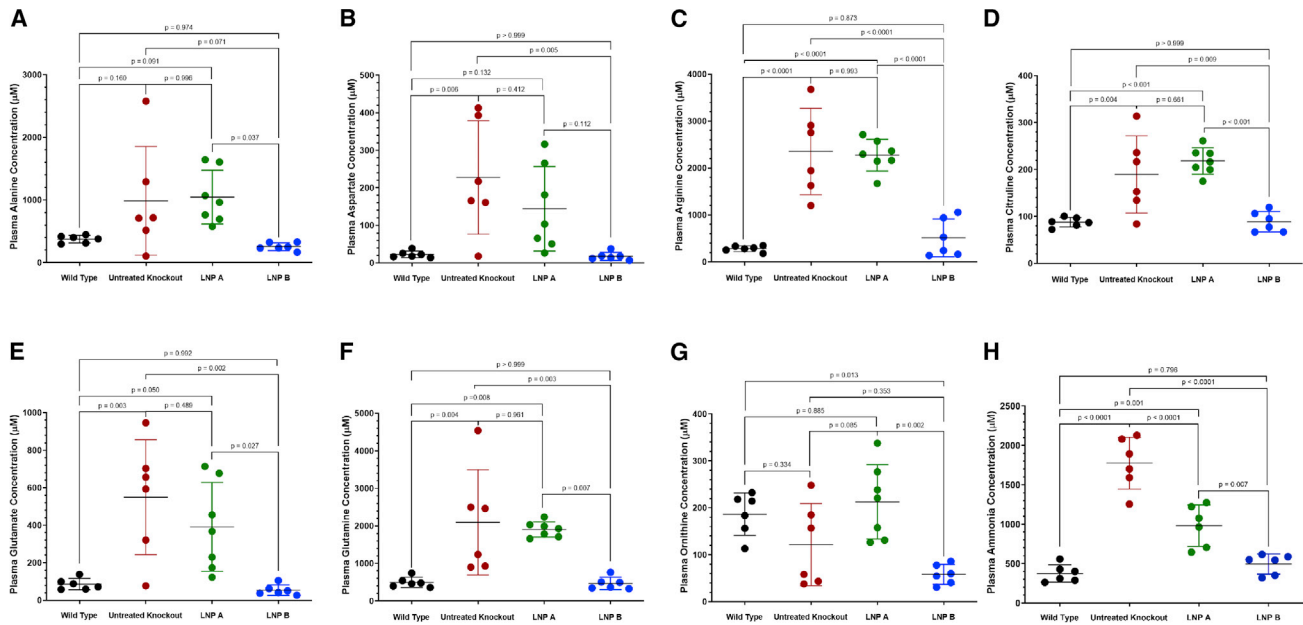 A
p = 0.974
p = 0.071
p = 0.091
p = 0.160
p = 0.996
p = 0.037
Plasma Alanine Concentration (µM)
3000
2000
1000
0
Wild Type
Untreated Knockout
LNP A
LNP B
B
p > 0.999
p = 0.005
p = 0.132
p = 0.006
p = 0.412
p = 0.112
Plasma Aspartate Concentration (µM)
500
400
300
200
100
0
Wild Type
Untreated Knockout
LNP A
LNP B
C
p = 0.873
p < 0.0001
p < 0.0001
p < 0.0001
p < 0.0001
p = 0.993
Plasma Arginine Concentration (µM)
4000
3000
2000
1000
0
Wild Type
Untreated Knockout
LNP A
LNP B
D
p > 0.999
p = 0.009
p < 0.001
p = 0.004
p = 0.661
p < 0.001
Plasma Citruline Concentration (µM)
400
300
200
100
0
Wild Type
Untreated Knockout
LNP A
LNP B
E
p = 0.992
p = 0.002
p = 0.050
p = 0.003
p = 0.489
p = 0.027
Plasma Glutamate Concentration (µM)
1000
800
600
400
200
0
Wild Type
Untreated Knockout
LNP A
LNP B
F
p > 0.999
p = 0.003
p = 0.008
p = 0.004
p = 0.961
p = 0.007
Plasma Glutamine Concentration (µM)
5000
4000
3000
2000
1000
0
Wild Type
Untreated Knockout
LNP A
LNP B
G
p = 0.013
p = 0.353
p = 0.885
p = 0.085
p = 0.002
p = 0.334
Plasma Ornithine Concentration (µM)
400
300
200
100
0
Wild Type
Untreated Knockout
LNP A
LNP B
H
p = 0.796
p < 0.0001
p = 0.001
p < 0.0001
p < 0.0001
p = 0.007
Plasma Ammonia Concentration (µM)
2500
2000
1500
1000
500
0
Wild Type
Untreated Knockout
LNP A
LNP B